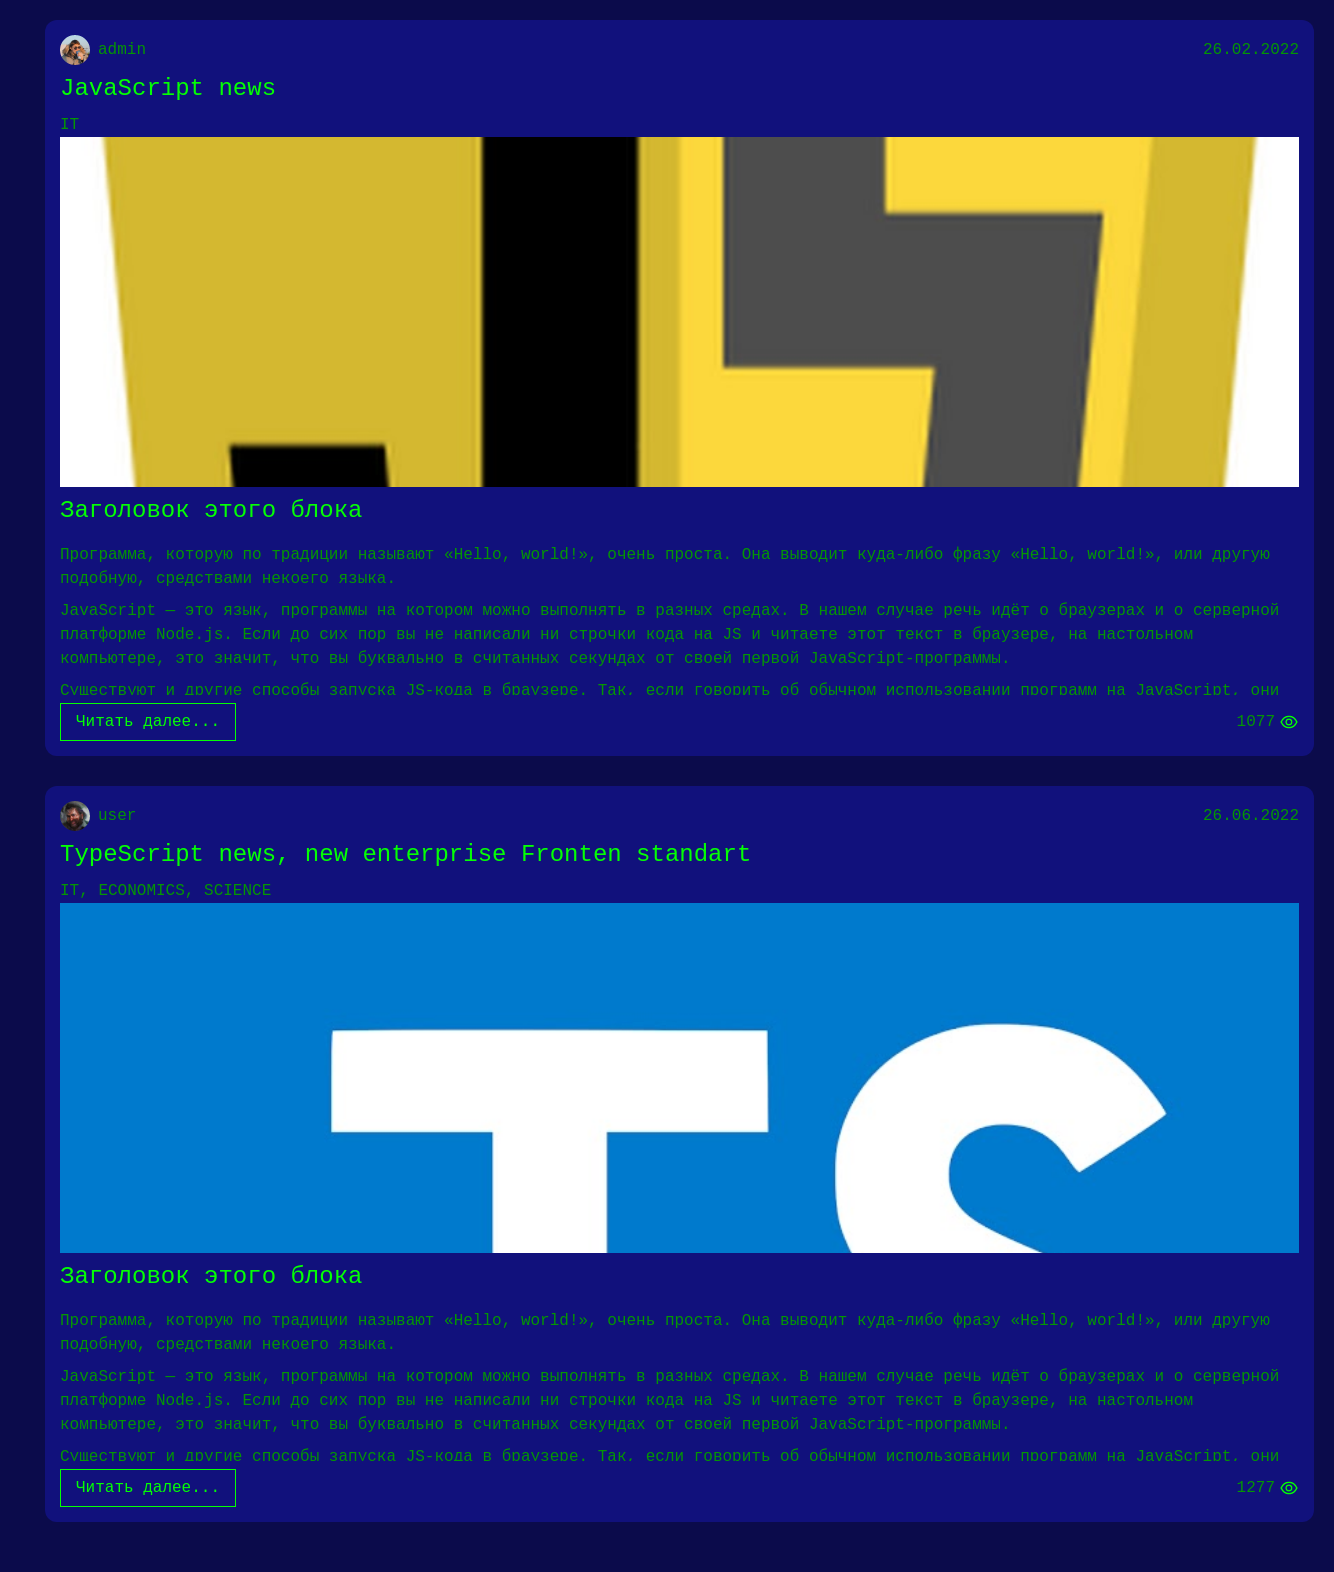 admin 26.02.2022
JavaScript news
IT
Заголовок этого блока
Программа, которую по традиции называют «Hello, world!», очень проста. Она выводит куда-либо фразу «Hello, world!», или другую
подобную, средствами некоего языка.
JavaScript — это язык, программы на котором можно выполнять в разных средах. В нашем случае речь идёт о браузерах и о серверной
платформе Node.js. Если до сих пор вы не написали ни строчки кода на JS и читаете этот текст в браузере, на настольном
компьютере, это значит, что вы буквально в считанных секундах от своей первой JavaScript-программы.
Существуют и другие способы запуска JS-кода в браузере. Так, если говорить об обычном использовании программ на JavaScript, они
Читать далее... 1077
user 26.06.2022
TypeScript news, new enterprise Fronten standart
IT, ECONOMICS, SCIENCE
TS
Заголовок этого блока
Программа, которую по традиции называют «Hello, world!», очень проста. Она выводит куда-либо фразу «Hello, world!», или другую
подобную, средствами некоего языка.
JavaScript — это язык, программы на котором можно выполнять в разных средах. В нашем случае речь идёт о браузерах и о серверной
платформе Node.js. Если до сих пор вы не написали ни строчки кода на JS и читаете этот текст в браузере, на настольном
компьютере, это значит, что вы буквально в считанных секундах от своей первой JavaScript-программы.
Существуют и другие способы запуска JS-кода в браузере. Так, если говорить об обычном использовании программ на JavaScript, они
Читать далее... 1277